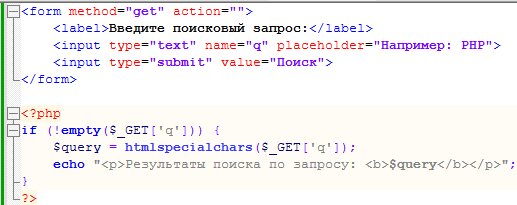 <form method="get" action="">
    <label>Введите поисковый запрос:</label>
    <input type="text" name="q" placeholder="Например: PHP">
    <input type="submit" value="Поиск">
</form>

<?php
if (!empty($_GET['q'])) {
    $query = htmlspecialchars($_GET['q']);
    echo "<p>Результаты поиска по запросу: <b>$query</b></p>";
}
?>